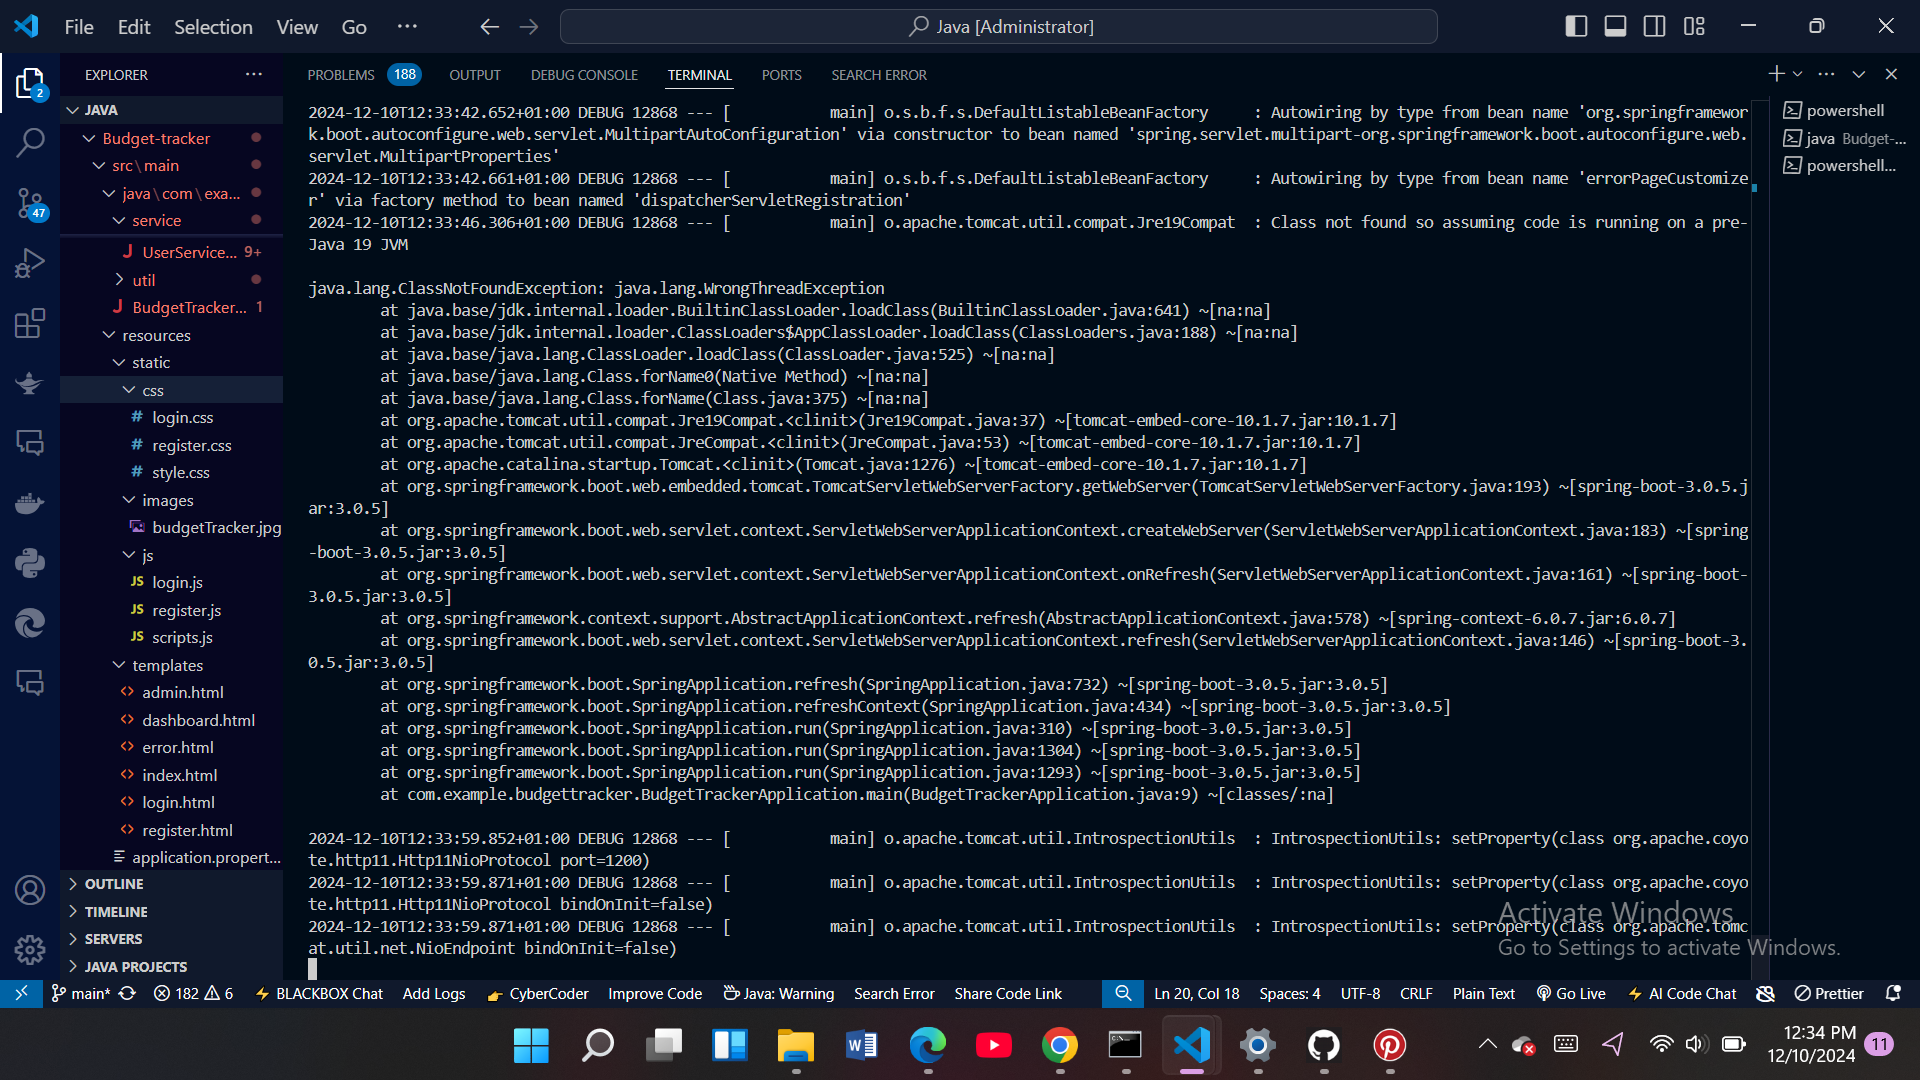 File Edit Selection View Go ··· Java [Administrator]
EXPLORER ···
PROBLEMS 188 OUTPUT DEBUG CONSOLE TERMINAL PORTS SEARCH ERROR
2
47
JAVA
Budget-tracker
src\main
java\com\exa...
service
UserService... 9+
util
BudgetTracker... 1
resources
static
css
# login.css
# register.css
# style.css
images
budgetTracker.jpg
js
JS login.js
JS register.js
JS scripts.js
templates
<> admin.html
<> dashboard.html
<> error.html
<> index.html
<> login.html
<> register.html
application.propert...
OUTLINE
TIMELINE
SERVERS
JAVA PROJECTS
2024-12-10T12:33:42.652+01:00 DEBUG 12868 --- [           main] o.s.b.f.s.DefaultListableBeanFactory     : Autowiring by type from bean name 'org.springframewor
k.boot.autoconfigure.web.servlet.MultipartAutoConfiguration' via constructor to bean named 'spring.servlet.multipart-org.springframework.boot.autoconfigure.web.
servlet.MultipartProperties'
2024-12-10T12:33:42.661+01:00 DEBUG 12868 --- [           main] o.s.b.f.s.DefaultListableBeanFactory     : Autowiring by type from bean name 'errorPageCustomize
r' via factory method to bean named 'dispatcherServletRegistration'
2024-12-10T12:33:46.306+01:00 DEBUG 12868 --- [           main] o.apache.tomcat.util.compat.Jre19Compat  : Class not found so assuming code is running on a pre-
Java 19 JVM
java.lang.ClassNotFoundException: java.lang.WrongThreadException
at java.base/jdk.internal.loader.BuiltinClassLoader.loadClass(BuiltinClassLoader.java:641) ~[na:na]
at java.base/jdk.internal.loader.ClassLoaders$AppClassLoader.loadClass(ClassLoaders.java:188) ~[na:na]
at java.base/java.lang.ClassLoader.loadClass(ClassLoader.java:525) ~[na:na]
at java.base/java.lang.Class.forName0(Native Method) ~[na:na]
at java.base/java.lang.Class.forName(Class.java:375) ~[na:na]
at org.apache.tomcat.util.compat.Jre19Compat.<clinit>(Jre19Compat.java:37) ~[tomcat-embed-core-10.1.7.jar:10.1.7]
at org.apache.tomcat.util.compat.JreCompat.<clinit>(JreCompat.java:53) ~[tomcat-embed-core-10.1.7.jar:10.1.7]
at org.apache.catalina.startup.Tomcat.<clinit>(Tomcat.java:1276) ~[tomcat-embed-core-10.1.7.jar:10.1.7]
at org.springframework.boot.web.embedded.tomcat.TomcatServletWebServerFactory.getWebServer(TomcatServletWebServerFactory.java:193) ~[spring-boot-3.0.5.j
ar:3.0.5]
at org.springframework.boot.web.servlet.context.ServletWebServerApplicationContext.createWebServer(ServletWebServerApplicationContext.java:183) ~[spring
-boot-3.0.5.jar:3.0.5]
at org.springframework.boot.web.servlet.context.ServletWebServerApplicationContext.onRefresh(ServletWebServerApplicationContext.java:161) ~[spring-boot-
3.0.5.jar:3.0.5]
at org.springframework.context.support.AbstractApplicationContext.refresh(AbstractApplicationContext.java:578) ~[spring-context-6.0.7.jar:6.0.7]
at org.springframework.boot.web.servlet.context.ServletWebServerApplicationContext.refresh(ServletWebServerApplicationContext.java:146) ~[spring-boot-3.
0.5.jar:3.0.5]
at org.springframework.boot.SpringApplication.refresh(SpringApplication.java:732) ~[spring-boot-3.0.5.jar:3.0.5]
at org.springframework.boot.SpringApplication.refreshContext(SpringApplication.java:434) ~[spring-boot-3.0.5.jar:3.0.5]
at org.springframework.boot.SpringApplication.run(SpringApplication.java:310) ~[spring-boot-3.0.5.jar:3.0.5]
at org.springframework.boot.SpringApplication.run(SpringApplication.java:1304) ~[spring-boot-3.0.5.jar:3.0.5]
at org.springframework.boot.SpringApplication.run(SpringApplication.java:1293) ~[spring-boot-3.0.5.jar:3.0.5]
at com.example.budgettracker.BudgetTrackerApplication.main(BudgetTrackerApplication.java:9) ~[classes/:na]
2024-12-10T12:33:59.852+01:00 DEBUG 12868 --- [           main] o.apache.tomcat.util.IntrospectionUtils  : IntrospectionUtils: setProperty(class org.apache.coyo
te.http11.Http11NioProtocol port=1200)
2024-12-10T12:33:59.871+01:00 DEBUG 12868 --- [           main] o.apache.tomcat.util.IntrospectionUtils  : IntrospectionUtils: setProperty(class org.apache.coyo
te.http11.Http11NioProtocol bindOnInit=false)
2024-12-10T12:33:59.871+01:00 DEBUG 12868 --- [           main] o.apache.tomcat.util.IntrospectionUtils  : IntrospectionUtils: setProperty(class org.apache.tomc
at.util.net.NioEndpoint bindOnInit=false)
powershell
java Budget-...
powershell...
Activate Windows
Go to Settings to activate Windows.
main* 182 6 BLACKBOX Chat Add Logs CyberCoder Improve Code Java: Warning Search Error Share Code Link Ln 20, Col 18 Spaces: 4 UTF-8 CRLF Plain Text Go Live AI Code Chat Prettier
12:34 PM
12/10/2024
11